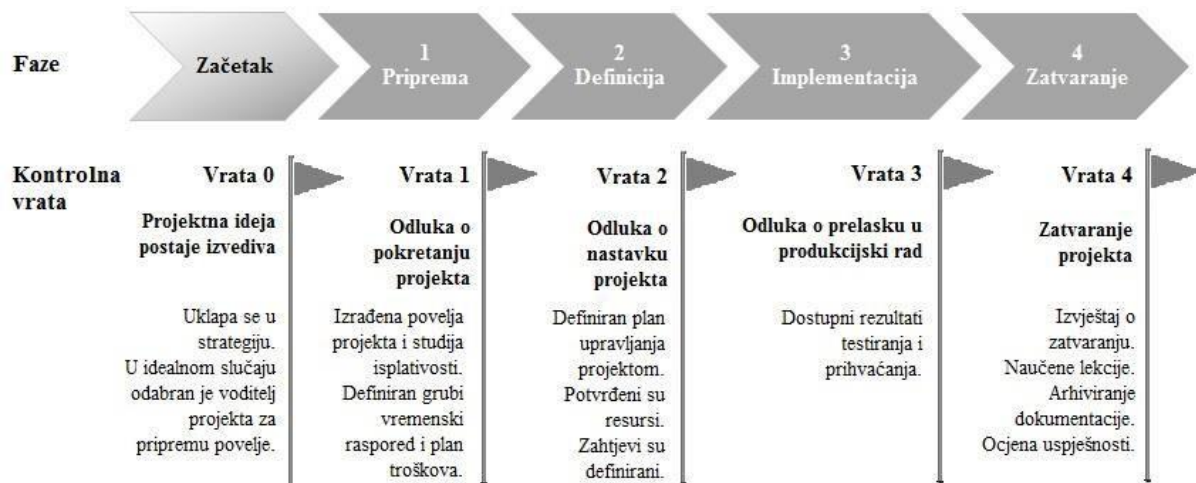 Faze
Začetak
1
Priprema
2
Definicija
3
Implementacija
4
Zatvaranje
Kontrolna
vrata
Vrata 0
Projektna ideja
postaje izvediva
Uklapa se u
strategiju.
U idealnom slučaju
odabran je voditelj
projekta za
pripremu povelje.
Vrata 1
Odluka o
pokretanju
projekta
Izrađena povelja
projekta i studija
isplativosti.
Definiran grubi
vremenski
raspored i plan
troškova.
Vrata 2
Odluka o
nastavku
projekta
Definiran plan
upravljanja
projektom.
Potvrđeni su
resursi.
Zahtjevi su
definirani.
Vrata 3
Odluka o prelasku u
produkcijski rad
Dostupni rezultati
testiranja i
prihvaćanja.
Vrata 4
Zatvaranje
projekta
Izvještaj o
zatvaranju.
Naučene lekcije.
Arhiviranje
dokumentacije.
Ocjena uspješnosti.